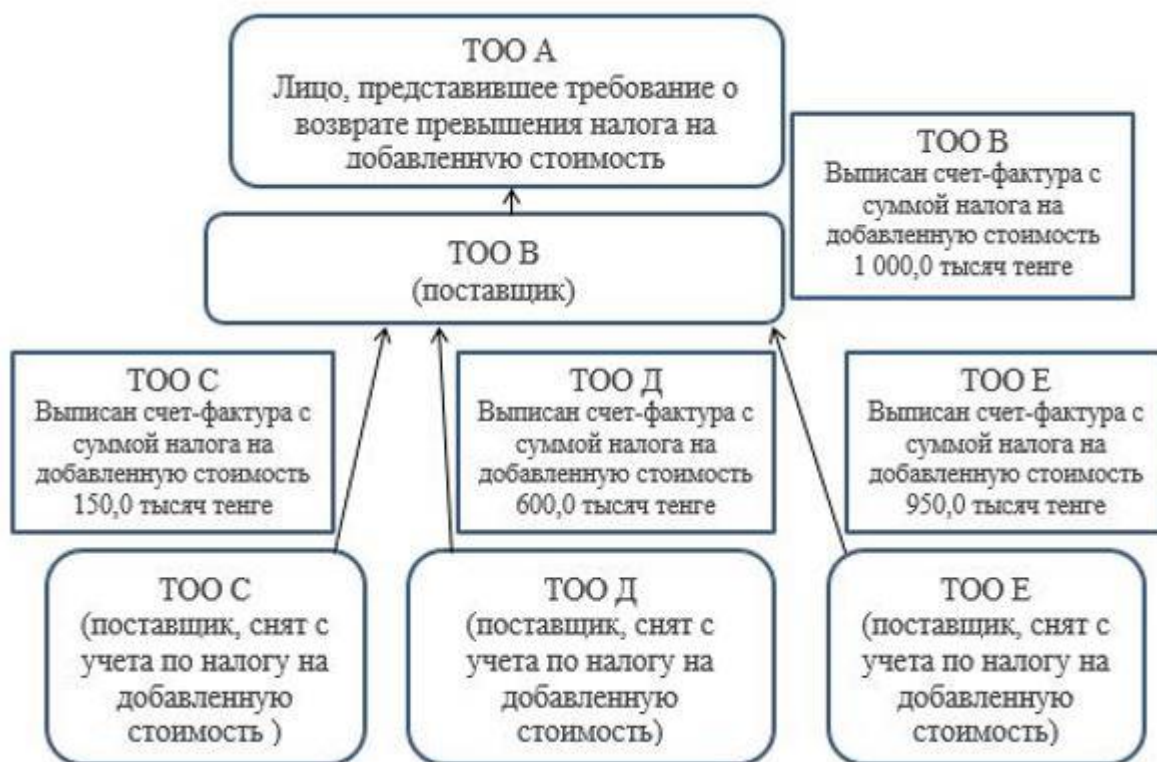 ТОО А
Лицо, представившее требование о
возврате превышения налога на
добавленную стоимость
ТОО В
Выписан счет-фактура с
суммой налога на
добавленную стоимость
1 000,0 тысяч тенге
ТОО В
(поставщик)
ТОО С
Выписан счет-фактура с
суммой налога на
добавленную стоимость
150,0 тысяч тенге
ТОО Д
Выписан счет-фактура с
суммой налога на
добавленную стоимость
600,0 тысяч тенге
ТОО Е
Выписан счет-фактура с
суммой налога на
добавленную стоимость
950,0 тысяч тенге
ТОО С
(поставщик, снят с
учета по налогу на
добавленную
стоимость )
ТОО Д
(поставщик, снят с
учета по налогу на
добавленную
стоимость)
ТОО Е
(поставщик, снят с
учета по налогу на
добавленную
стоимость)